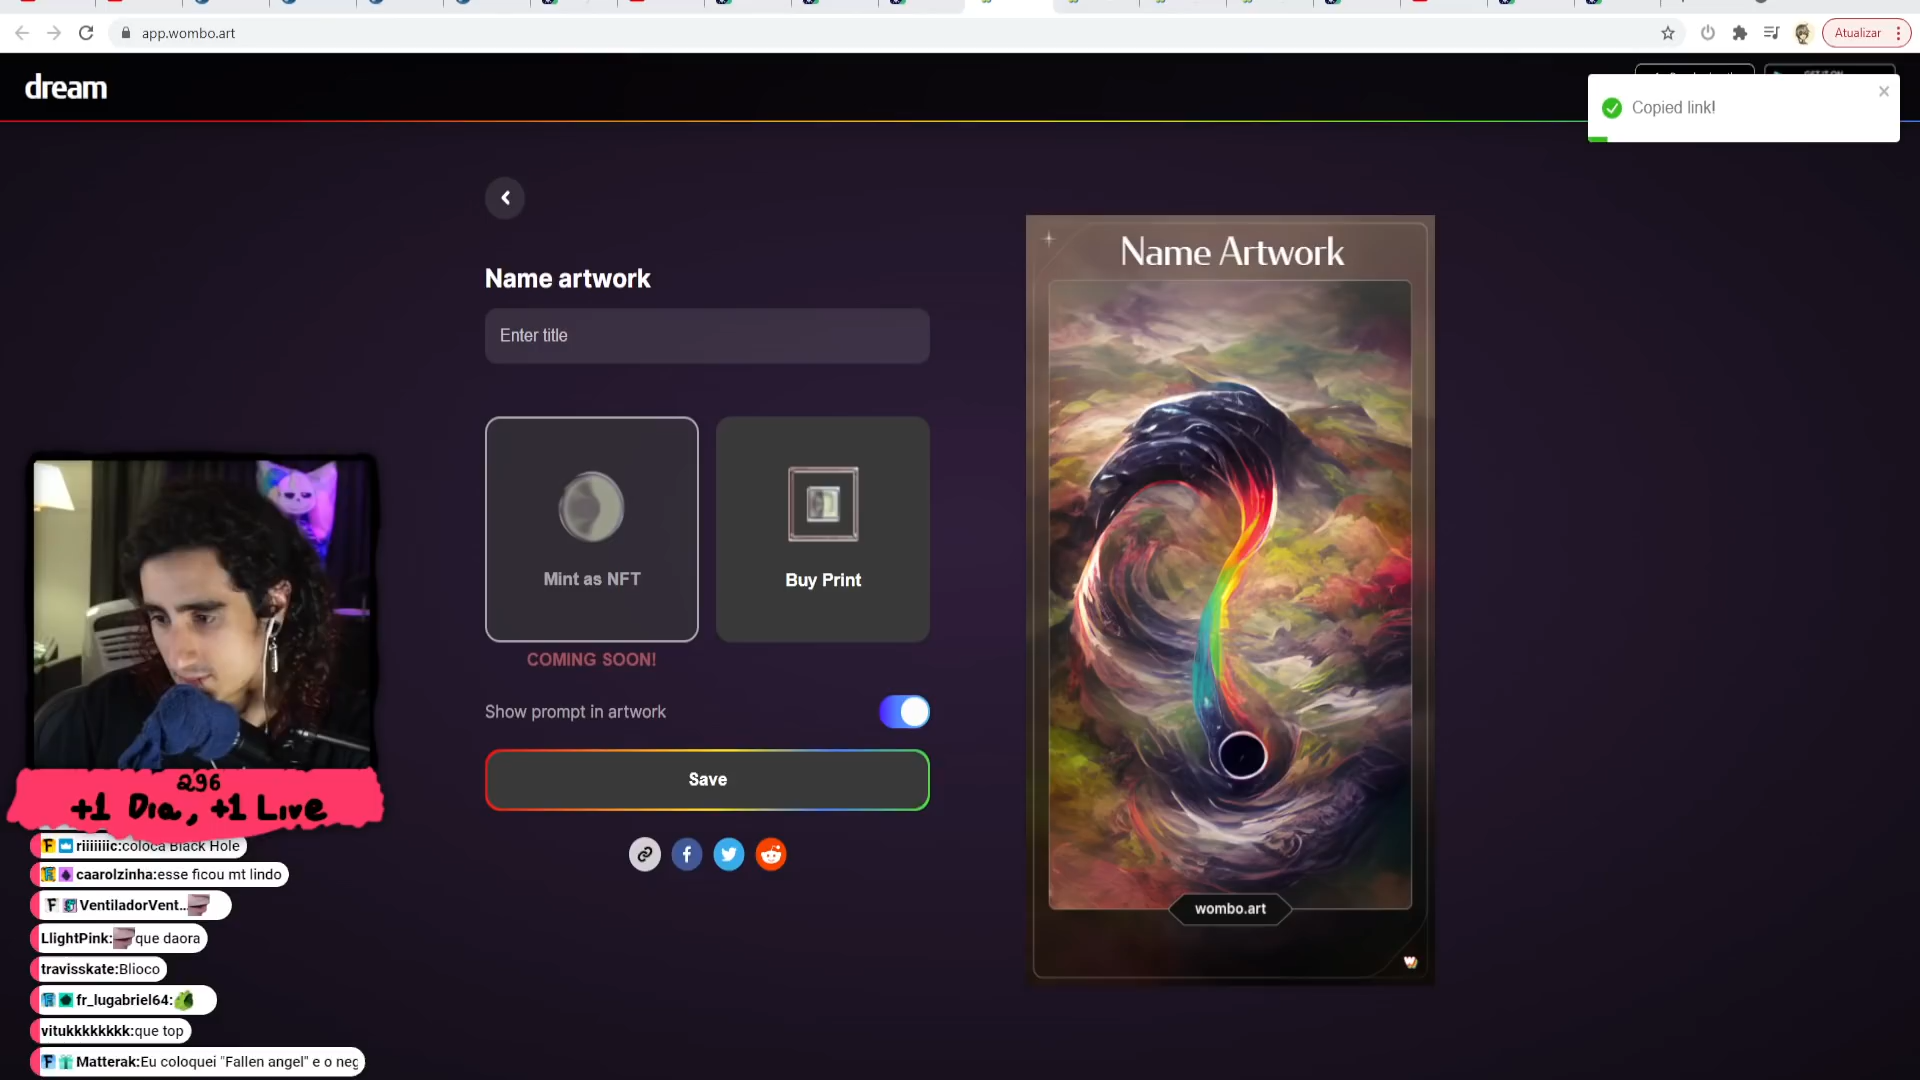 app.wombo.art
Atualizar
dream
Copied link!
Name artwork
Enter title
Mint as NFT
Buy Print
COMING SOON!
Show prompt in artwork
Save
Name Artwork
wombo.art
296
+1 Dia, +1 Live
riiiiiiic:coloca Black Hole
caarolzinha:esse ficou mt lindo
VentiladorVent...
LlightPink: que daora
travisskate:Blioco
fr_lugabriel64:
vitukkkkkkkk:que top
Matterak:Eu coloquei "Fallen angel" e o neg